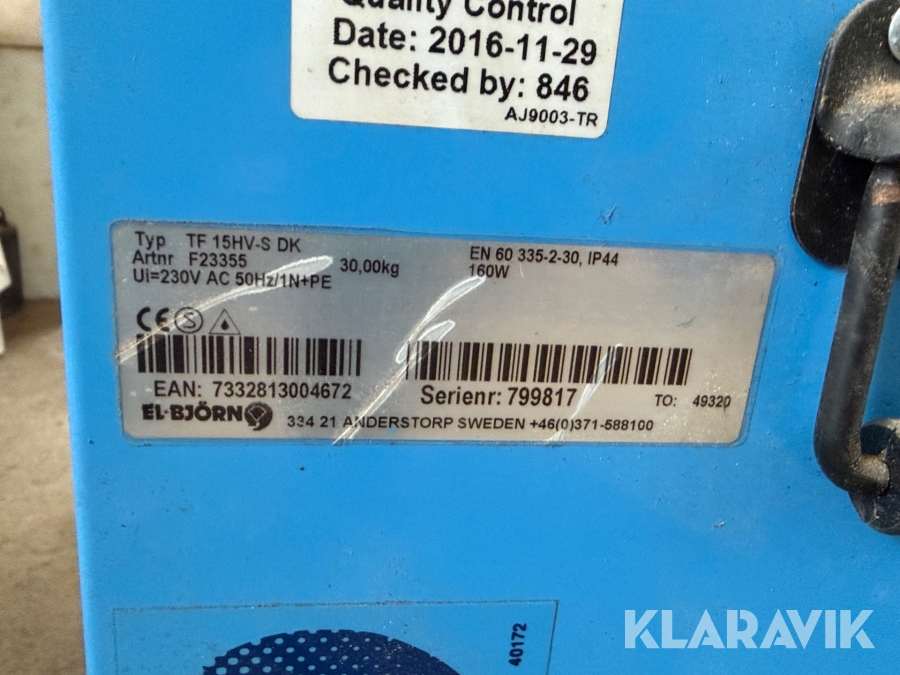 Quality Control
Date: 2016-11-29
Checked by: 846
AJ9003-TR
Typ TF 15HV-S DK
Artnr F23355
Ui=230V AC 50Hz/1N+PE
30,00kg
EN 60 335-2-30, IP44
160W
CE S
EAN: 7332813004672
Serienr: 799817
TO: 49320
EL·BJÖRN
334 21 ANDERSTORP SWEDEN +46(0)371-588100
40172
KLARAVIK